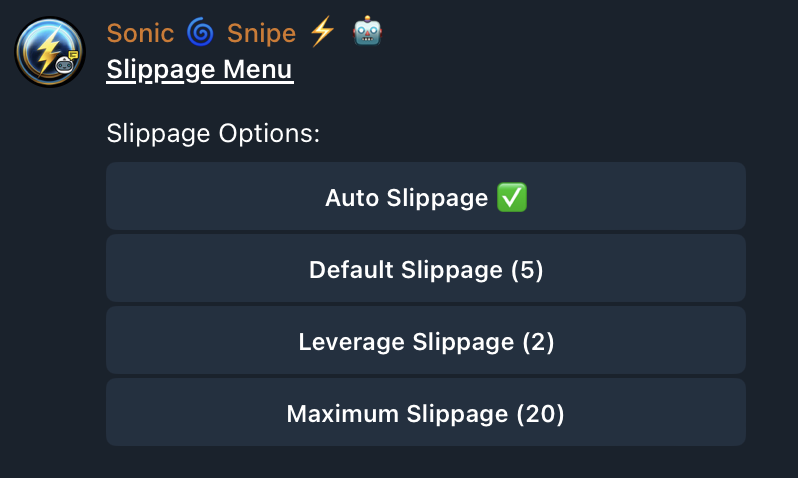 Sonic 🌀 Snipe ⚡ 🤖
Slippage Menu
Slippage Options:
Auto Slippage ✅
Default Slippage (5)
Leverage Slippage (2)
Maximum Slippage (20)